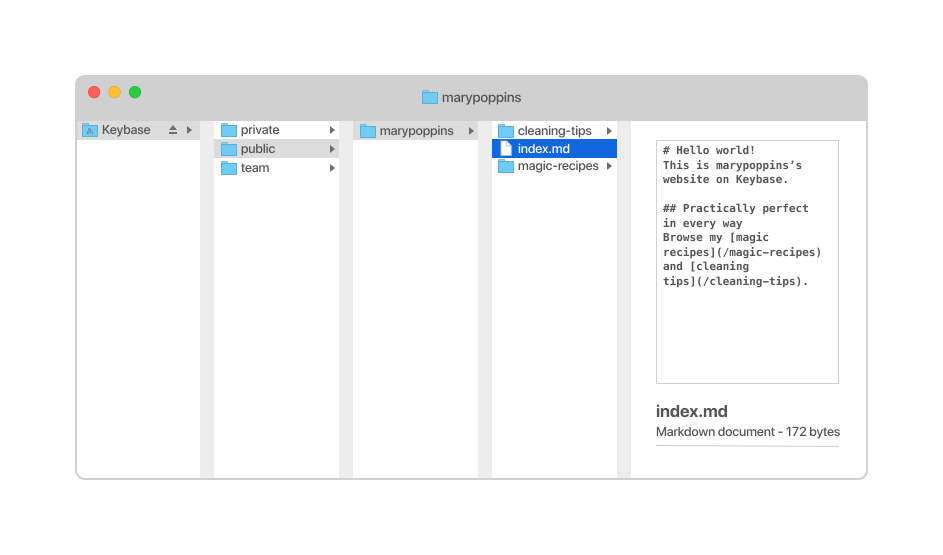 marypoppins
Keybase
private
public
team
marypoppins
cleaning-tips
index.md
magic-recipes
# Hello world!
This is marypoppins’s
website on Keybase.
## Practically perfect
in every way
Browse my [magic
recipes](/magic-recipes)
and [cleaning
tips](/cleaning-tips).
index.md
Markdown document - 172 bytes